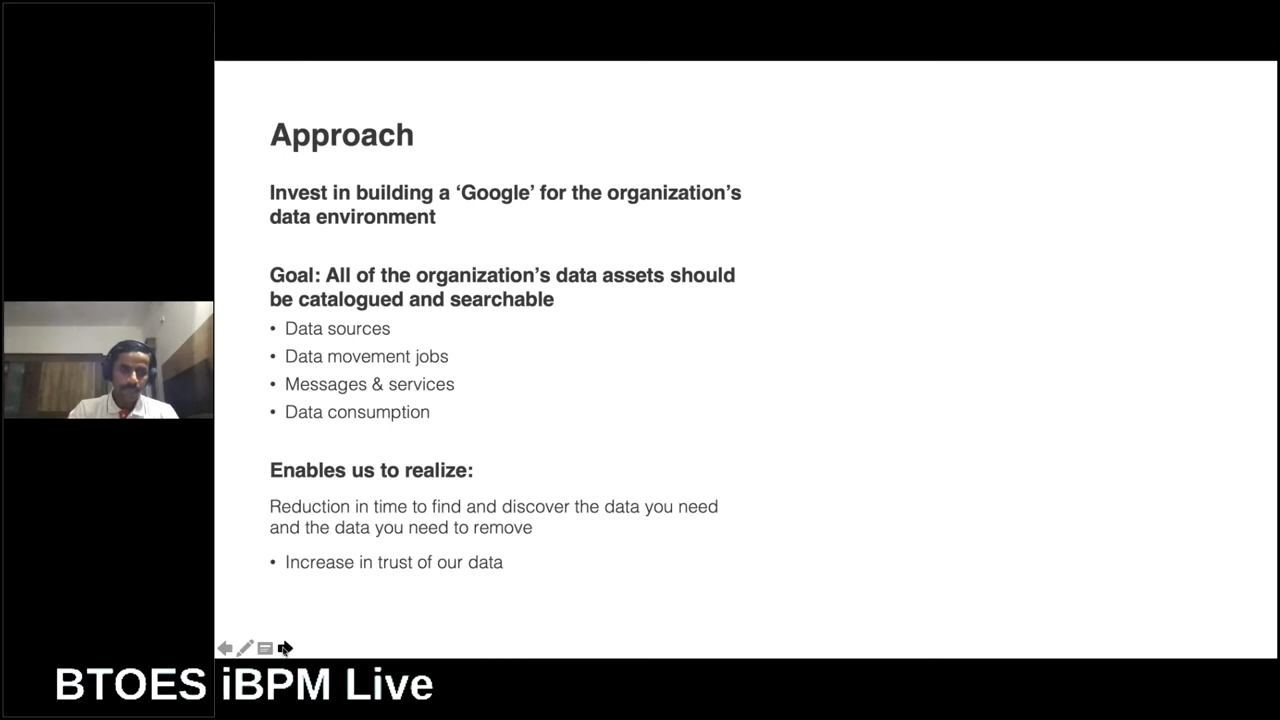 Approach
Invest in building a ‘Google’ for the organization’s
data environment
Goal: All of the organization’s data assets should
be catalogued and searchable
• Data sources
• Data movement jobs
• Messages & services
• Data consumption
Enables us to realize:
Reduction in time to find and discover the data you need
and the data you need to remove
• Increase in trust of our data
BTOES iBPM Live